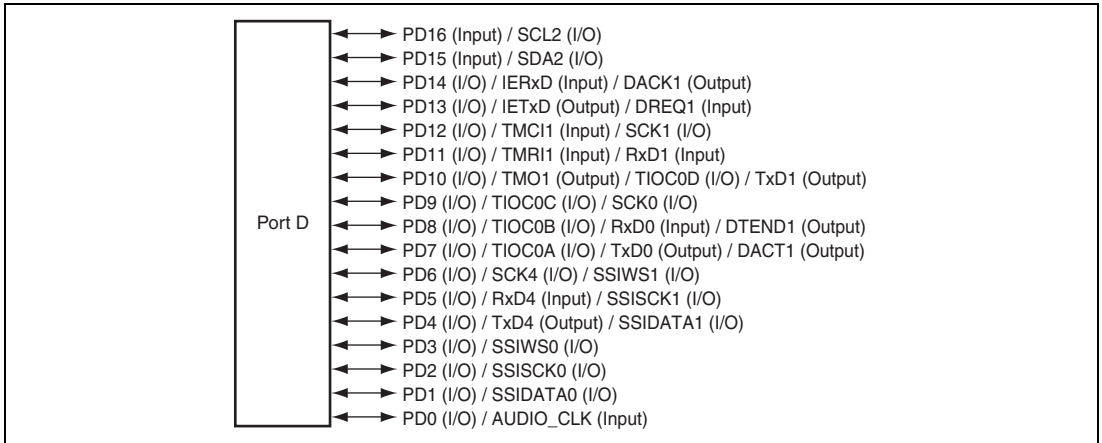 Port D
PD16 (Input) / SCL2 (I/O)
PD15 (Input) / SDA2 (I/O)
PD14 (I/O) / IERxD (Input) / DACK1 (Output)
PD13 (I/O) / IETxD (Output) / DREQ1 (Input)
PD12 (I/O) / TMCI1 (Input) / SCK1 (I/O)
PD11 (I/O) / TMRI1 (Input) / RxD1 (Input)
PD10 (I/O) / TMO1 (Output) / TIOC0D (I/O) / TxD1 (Output)
PD9 (I/O) / TIOC0C (I/O) / SCK0 (I/O)
PD8 (I/O) / TIOC0B (I/O) / RxD0 (Input) / DTEND1 (Output)
PD7 (I/O) / TIOC0A (I/O) / TxD0 (Output) / DACT1 (Output)
PD6 (I/O) / SCK4 (I/O) / SSIWS1 (I/O)
PD5 (I/O) / RxD4 (Input) / SSISCK1 (I/O)
PD4 (I/O) / TxD4 (Output) / SSIDATA1 (I/O)
PD3 (I/O) / SSIWS0 (I/O)
PD2 (I/O) / SSISCK0 (I/O)
PD1 (I/O) / SSIDATA0 (I/O)
PD0 (I/O) / AUDIO_CLK (Input)